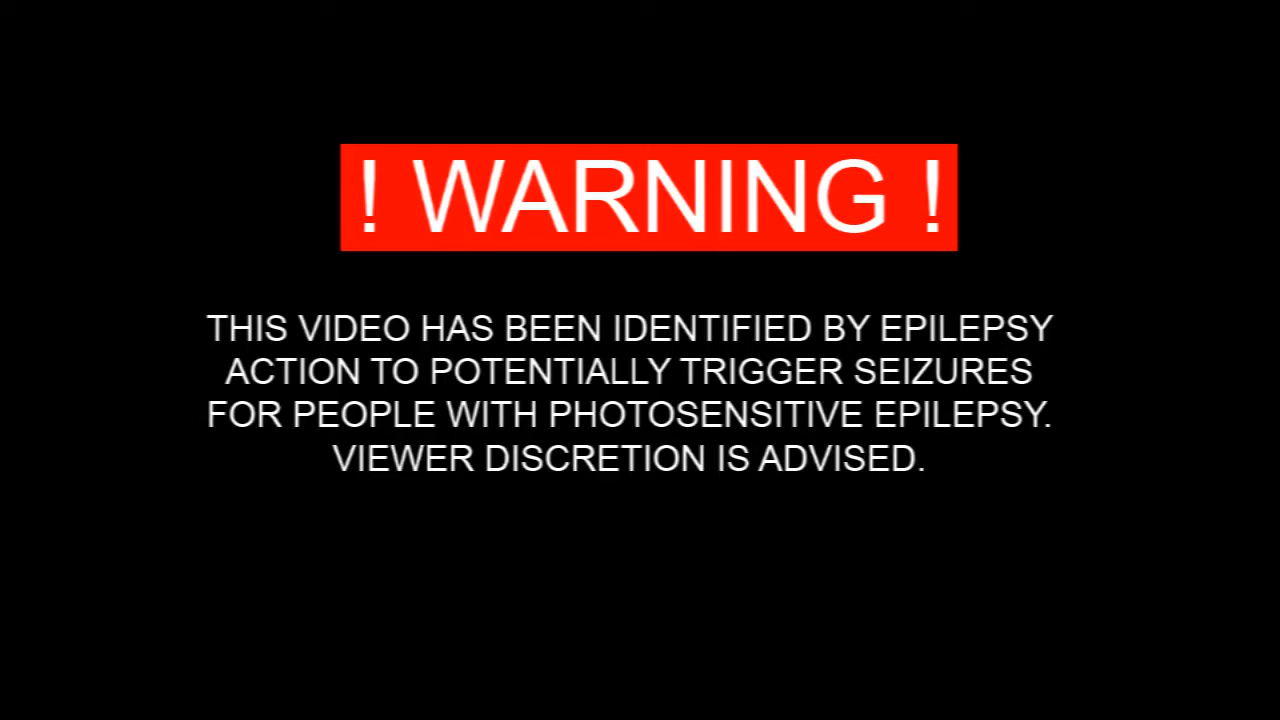 ! WARNING !
THIS VIDEO HAS BEEN IDENTIFIED BY EPILEPSY
ACTION TO POTENTIALLY TRIGGER SEIZURES
FOR PEOPLE WITH PHOTOSENSITIVE EPILEPSY.
VIEWER DISCRETION IS ADVISED.